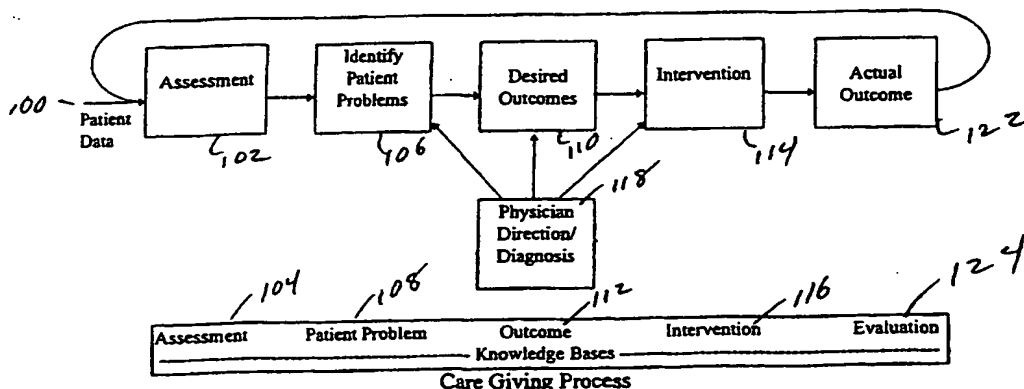 Assessment
Identify
Patient
Problems
Desired
Outcomes
Intervention
Actual
Outcome
100
Patient
Data
102
106
110
114
122
118
Physician
Direction/
Diagnosis
104
108
112
116
124
Assessment Patient Problem Outcome Intervention Evaluation
Knowledge Bases
Care Giving Process